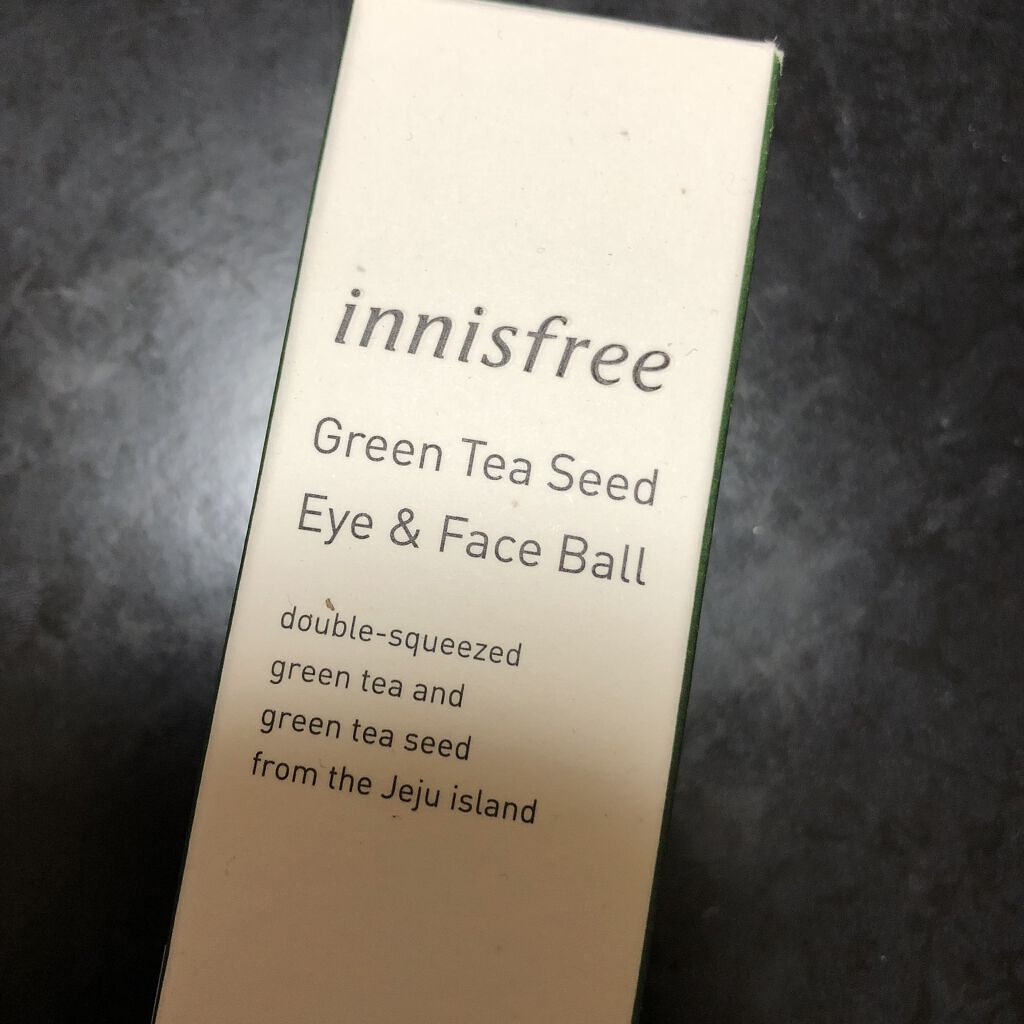 innisfree
Green Tea Seed
Eye & Face Ball
double-squeezed
green tea and
green tea seed
from the Jeju island